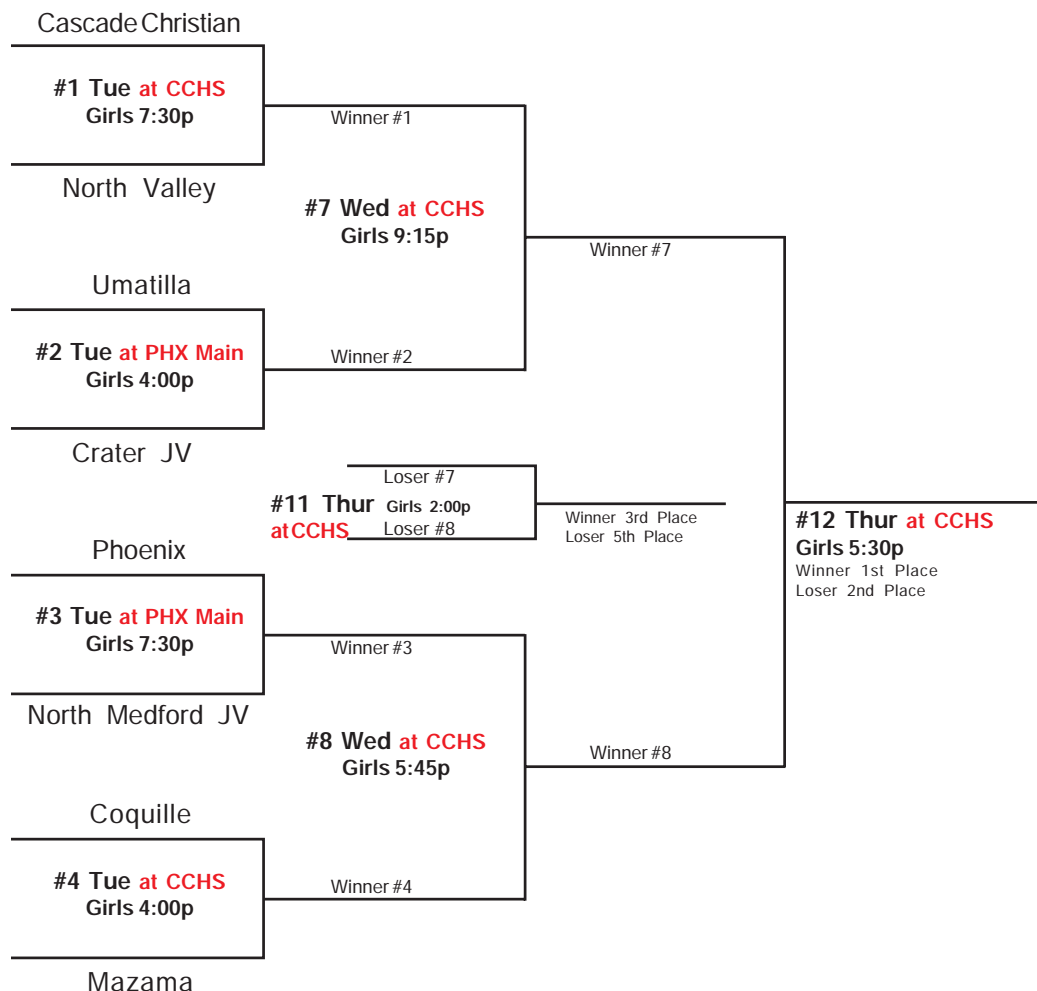 Cascade Christian
#1 Tue at CCHS
Girls 7:30p
Winner #1
North Valley
#7 Wed at CCHS
Girls 9:15p
Winner #7
Umatilla
#2 Tue at PHX Main
Girls 4:00p
Winner #2
Crater JV
Loser #7
#11 Thur Girls 2:00p
at CCHS Loser #8
Winner 3rd Place
Loser 5th Place
#12 Thur at CCHS
Girls 5:30p
Winner 1st Place
Loser 2nd Place
Phoenix
#3 Tue at PHX Main
Girls 7:30p
Winner #3
North Medford JV
#8 Wed at CCHS
Girls 5:45p
Winner #8
Coquille
#4 Tue at CCHS
Girls 4:00p
Winner #4
Mazama